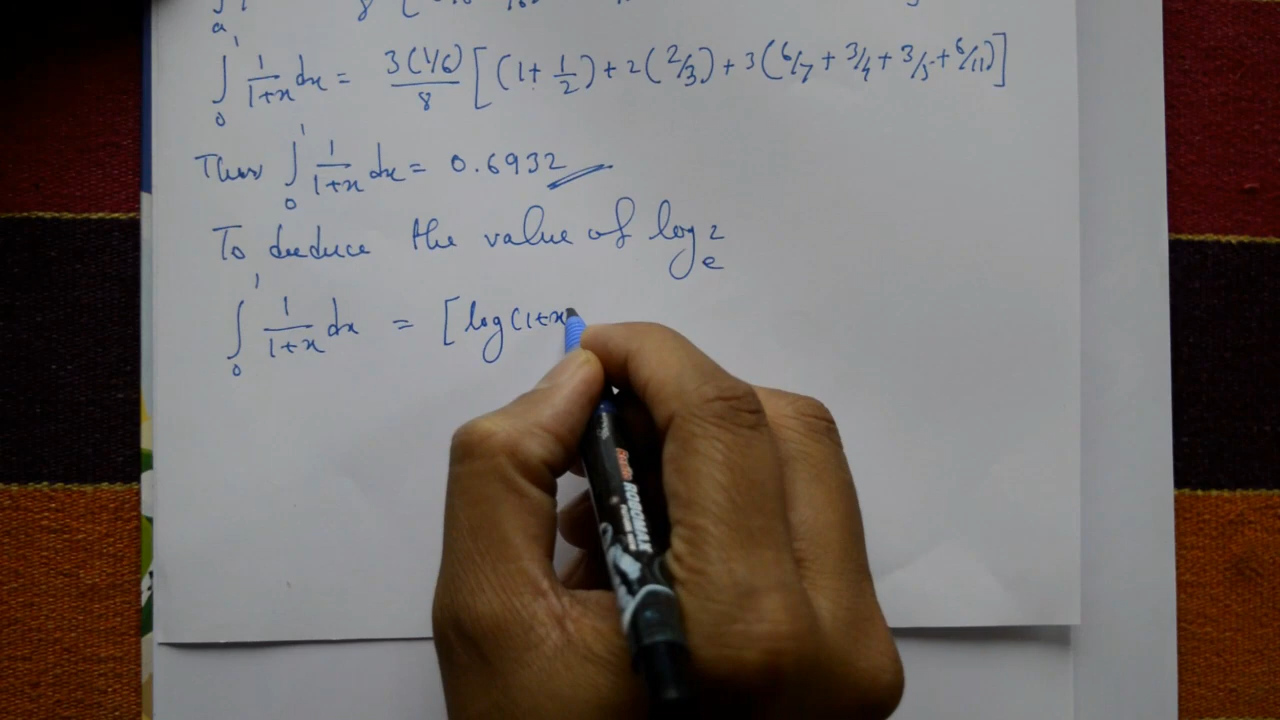 a
∫₀¹ 1/(1+x) dx = 3(1/6)/8 [(1+ 1/2)+2(2/3)+3(6/7+3/4+3/5+6/11)]
Thus ∫₀¹ 1/(1+x) dx = 0.6932
To deduce the value of log 2 e
∫₀¹ 1/(1+x) dx = [log(1+x
ROBOMAX